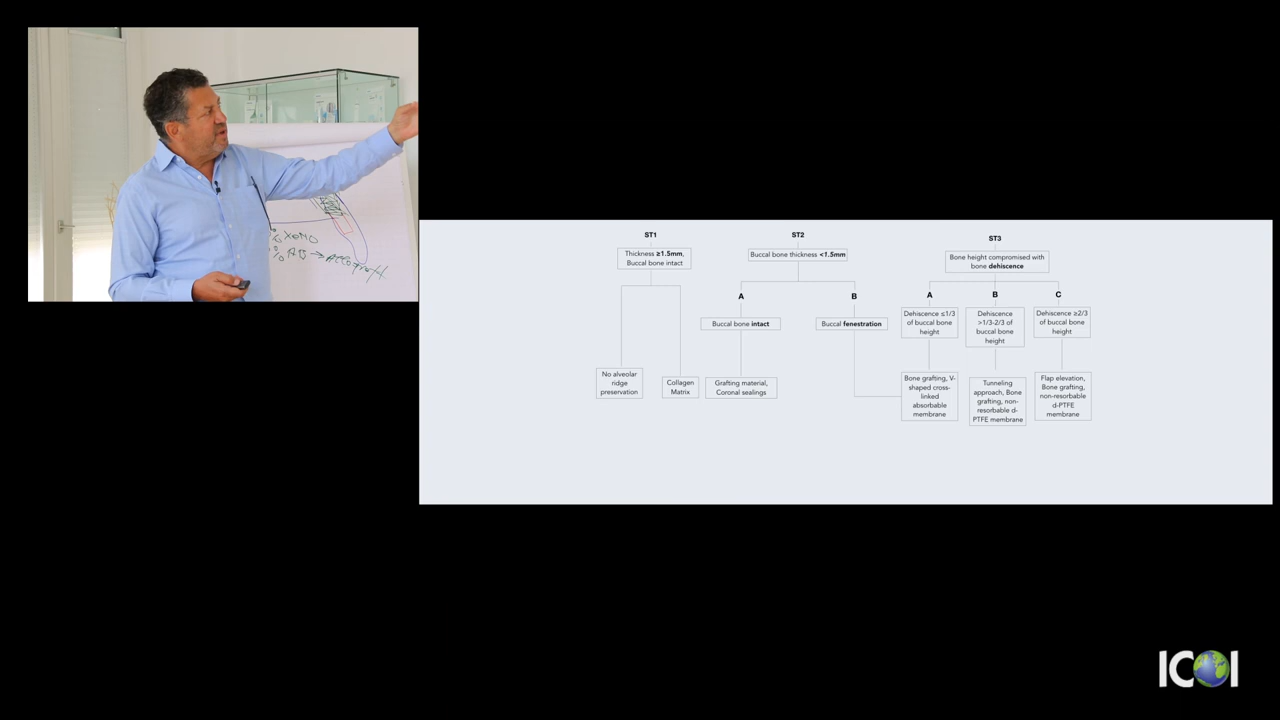 XENO
% AU → Allograft
ST1
Thickness ≥1.5mm,
Buccal bone intact
No alveolar
ridge
preservation
Collagen
Matrix
ST2
Buccal bone thickness <1.5mm
A
Buccal bone intact
Grafting material,
Coronal sealings
B
Buccal fenestration
ST3
Bone height compromised with
bone dehiscence
A
Dehiscence ≤1/3
of buccal bone
height
Bone grafting, V-
shaped cross-
linked
absorbable
membrane
B
Dehiscence
>1/3-2/3 of
buccal bone
height
Tunneling
approach, Bone
grafting, non-
resorbable d-
PTFE membrane
C
Dehiscence ≥2/3
of buccal bone
height
Flap elevation,
Bone grafting,
non-resorbable
d-PTFE
membrane
ICOI